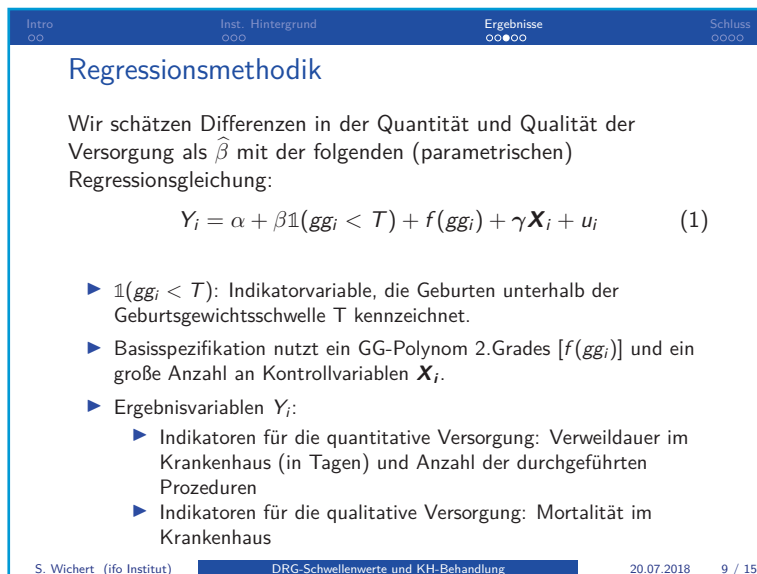 Intro Inst. Hintergrund Ergebnisse Schluss
Regressionsmethodik
Wir schätzen Differenzen in der Quantität und Qualität der
Versorgung als β̂ mit der folgenden (parametrischen)
Regressionsgleichung:
Yᵢ = α + β𝟙(ggᵢ < T) + f(ggᵢ) + γXᵢ + uᵢ (1)
▶ 𝟙(ggᵢ < T): Indikatorvariable, die Geburten unterhalb der
Geburtsgewichtsschwelle T kennzeichnet.
▶ Basisspezifikation nutzt ein GG-Polynom 2.Grades [f(ggᵢ)] und ein
große Anzahl an Kontrollvariablen Xᵢ.
▶ Ergebnisvariablen Yᵢ:
▶ Indikatoren für die quantitative Versorgung: Verweildauer im
Krankenhaus (in Tagen) und Anzahl der durchgeführten
Prozeduren
▶ Indikatoren für die qualitative Versorgung: Mortalität im
Krankenhaus
S. Wichert (ifo Institut) DRG-Schwellenwerte und KH-Behandlung 20.07.2018 9 / 15